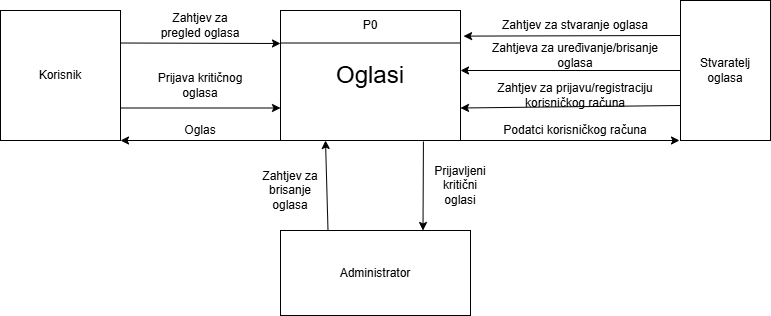 Zahtjev za
pregled oglasa
P0
Zahtjev za stvaranje oglasa
Zahtjeva za uređivanje/brisanje
oglasa
Korisnik
Oglasi
Stvaratelj
oglasa
Prijava kritičnog
oglasa
Zahtjev za prijavu/registraciju
korisničkog računa
Oglas
Podatci korisničkog računa
Zahtjev za
brisanje
oglasa
Prijavljeni
kritični
oglasi
Administrator